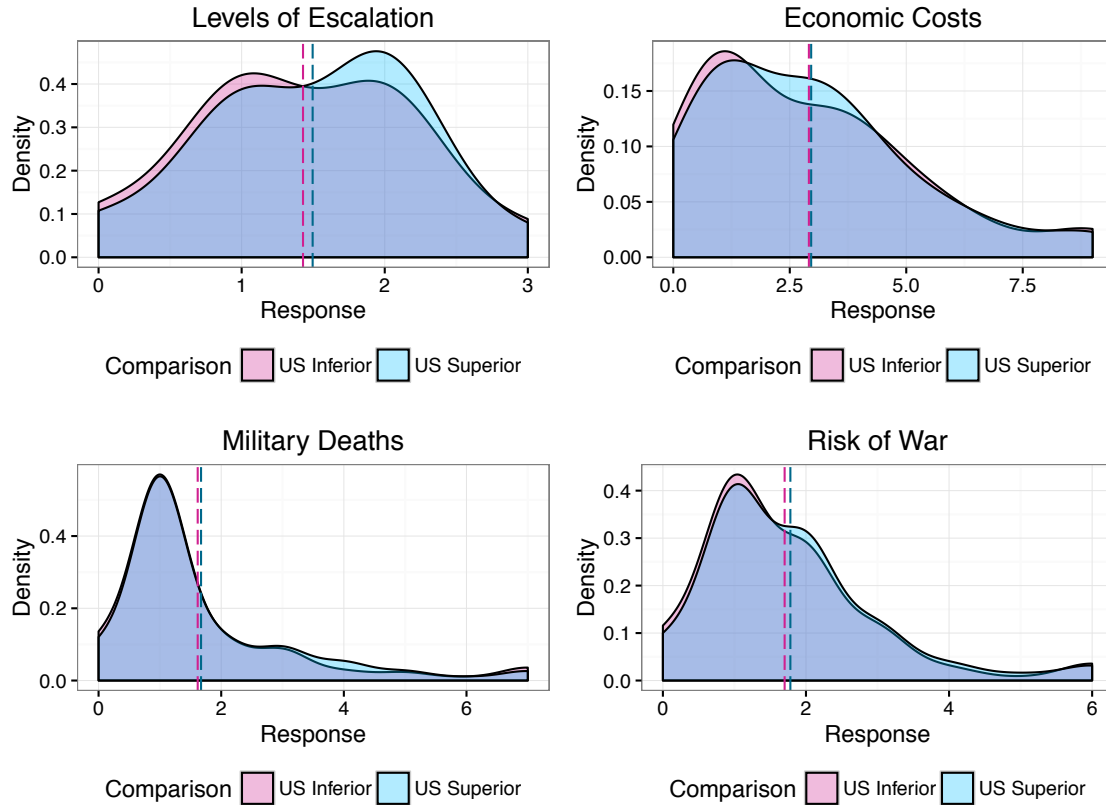 Levels of Escalation
Density
0.4
0.3
0.2
0.1
0.0
0 1 2 3
Response
Comparison US Inferior US Superior
Economic Costs
Density
0.15
0.10
0.05
0.00
0.0 2.5 5.0 7.5
Response
Comparison US Inferior US Superior
Military Deaths
Density
0.4
0.2
0.0
0 2 4 6
Response
Comparison US Inferior US Superior
Risk of War
Density
0.4
0.3
0.2
0.1
0.0
0 2 4 6
Response
Comparison US Inferior US Superior